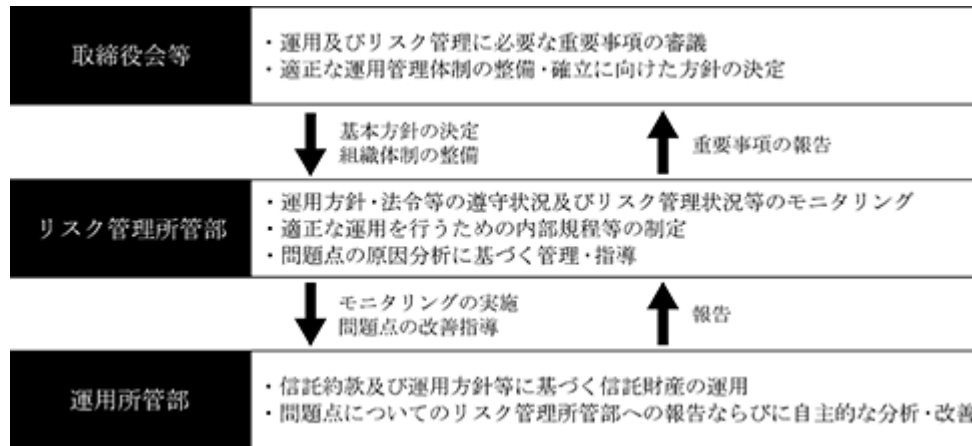 取締役会等
・運用及びリスク管理に必要な重要事項の審議
・適正な運用管理体制の整備・確立に向けた方針の決定
基本方針の決定
組織体制の整備
重要事項の報告
リスク管理所管部
・運用方針・法令等の遵守状況及びリスク管理状況等のモニタリング
・適正な運用を行うための内部規程等の制定
・問題点の原因分析に基づく管理・指導
モニタリングの実施
問題点の改善指導
報告
運用所管部
・信託約款及び運用方針等に基づく信託財産の運用
・問題点についてのリスク管理所管部への報告ならびに自主的な分析・改善